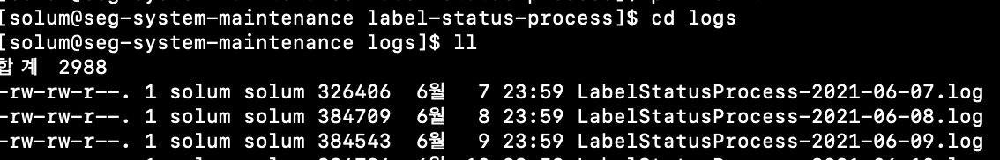 [solum@seg-system-maintenance label-status-process]$ cd logs
[solum@seg-system-maintenance logs]$ ll
합계 2988
-rw-rw-r--. 1 solum solum 326406  6월   7 23:59 LabelStatusProcess-2021-06-07.log
-rw-rw-r--. 1 solum solum 384709  6월   8 23:59 LabelStatusProcess-2021-06-08.log
-rw-rw-r--. 1 solum solum 384543  6월   9 23:59 LabelStatusProcess-2021-06-09.log